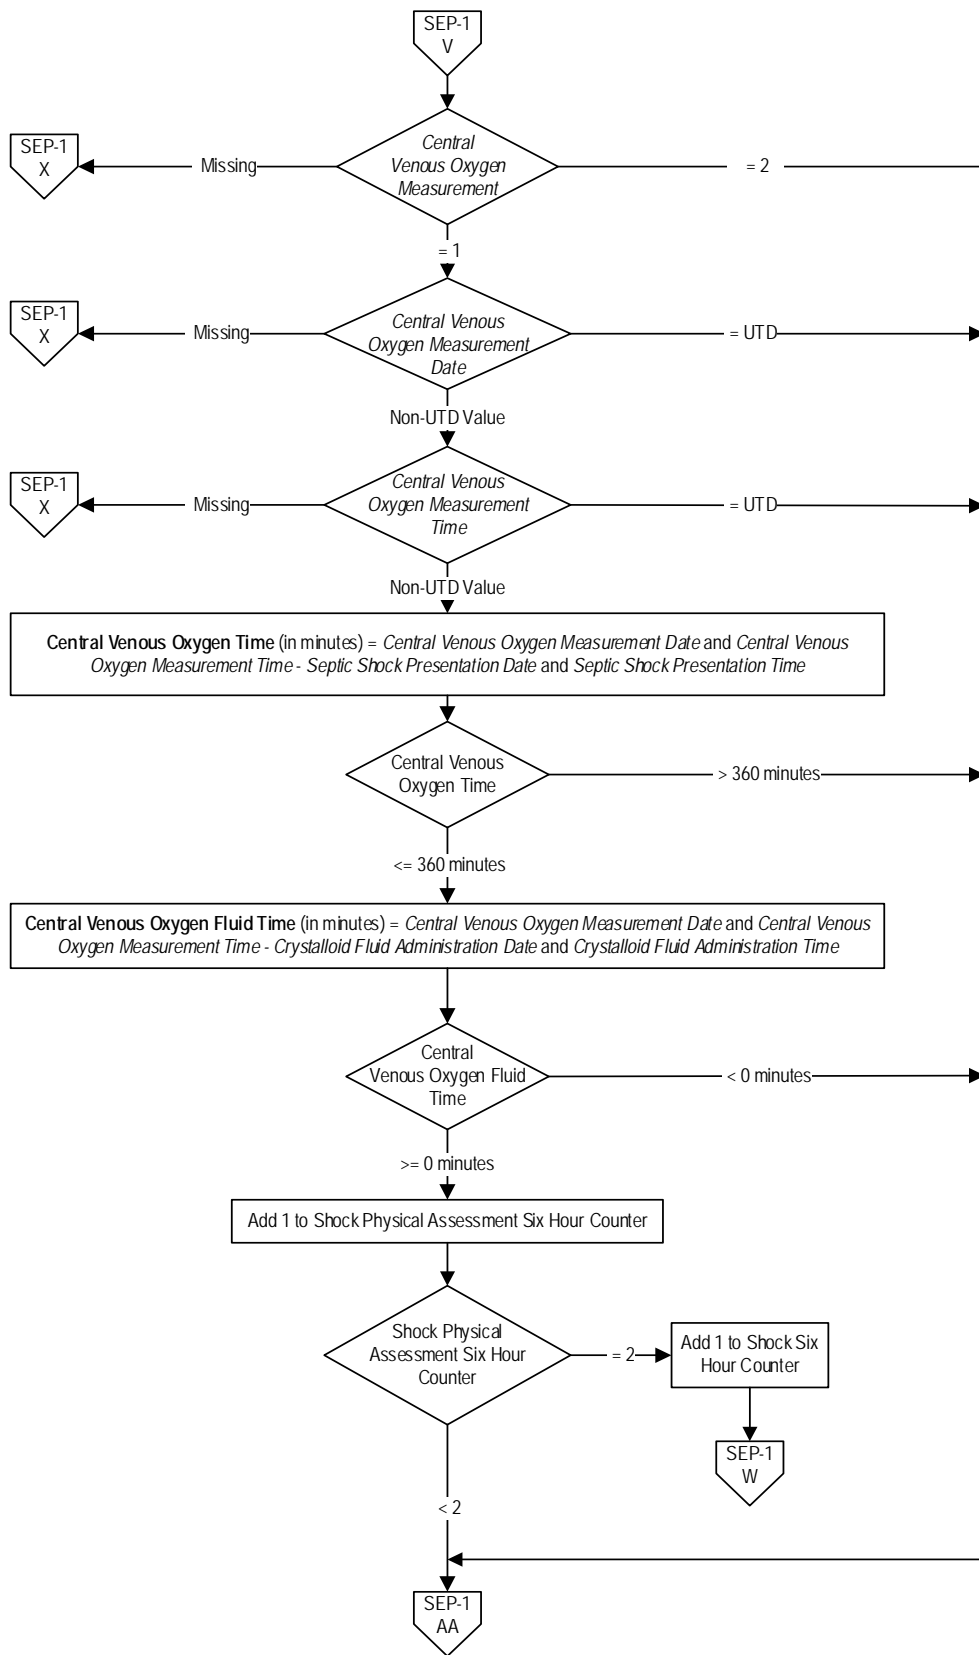 SEP-1
V
Central
Venous Oxygen
Measurement
SEP-1
X
Missing
= 2
= 1
SEP-1
X
Missing
Central Venous
Oxygen Measurement
Date
= UTD
Non-UTD Value
SEP-1
X
Missing
Central Venous
Oxygen Measurement
Time
= UTD
Non-UTD Value
Central Venous Oxygen Time (in minutes) = Central Venous Oxygen Measurement Date and Central Venous
Oxygen Measurement Time - Septic Shock Presentation Date and Septic Shock Presentation Time
Central Venous
Oxygen Time
> 360 minutes
<= 360 minutes
Central Venous Oxygen Fluid Time (in minutes) = Central Venous Oxygen Measurement Date and Central Venous
Oxygen Measurement Time - Crystalloid Fluid Administration Date and Crystalloid Fluid Administration Time
Central
Venous Oxygen Fluid
Time
< 0 minutes
>= 0 minutes
Add 1 to Shock Physical Assessment Six Hour Counter
Shock Physical
Assessment Six Hour
Counter
= 2
Add 1 to Shock Six
Hour Counter
SEP-1
W
< 2
SEP-1
AA